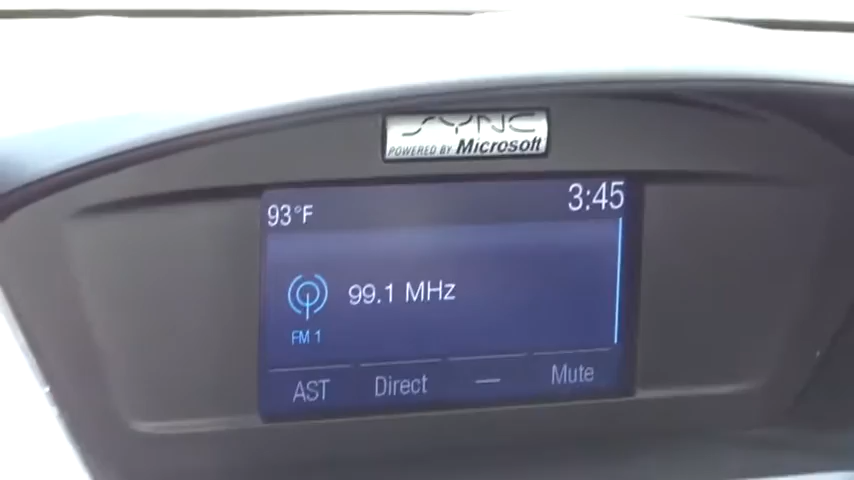 SYNC
POWERED BY Microsoft
93°F 3:45
99.1 MHz
FM 1
AST Direct — Mute